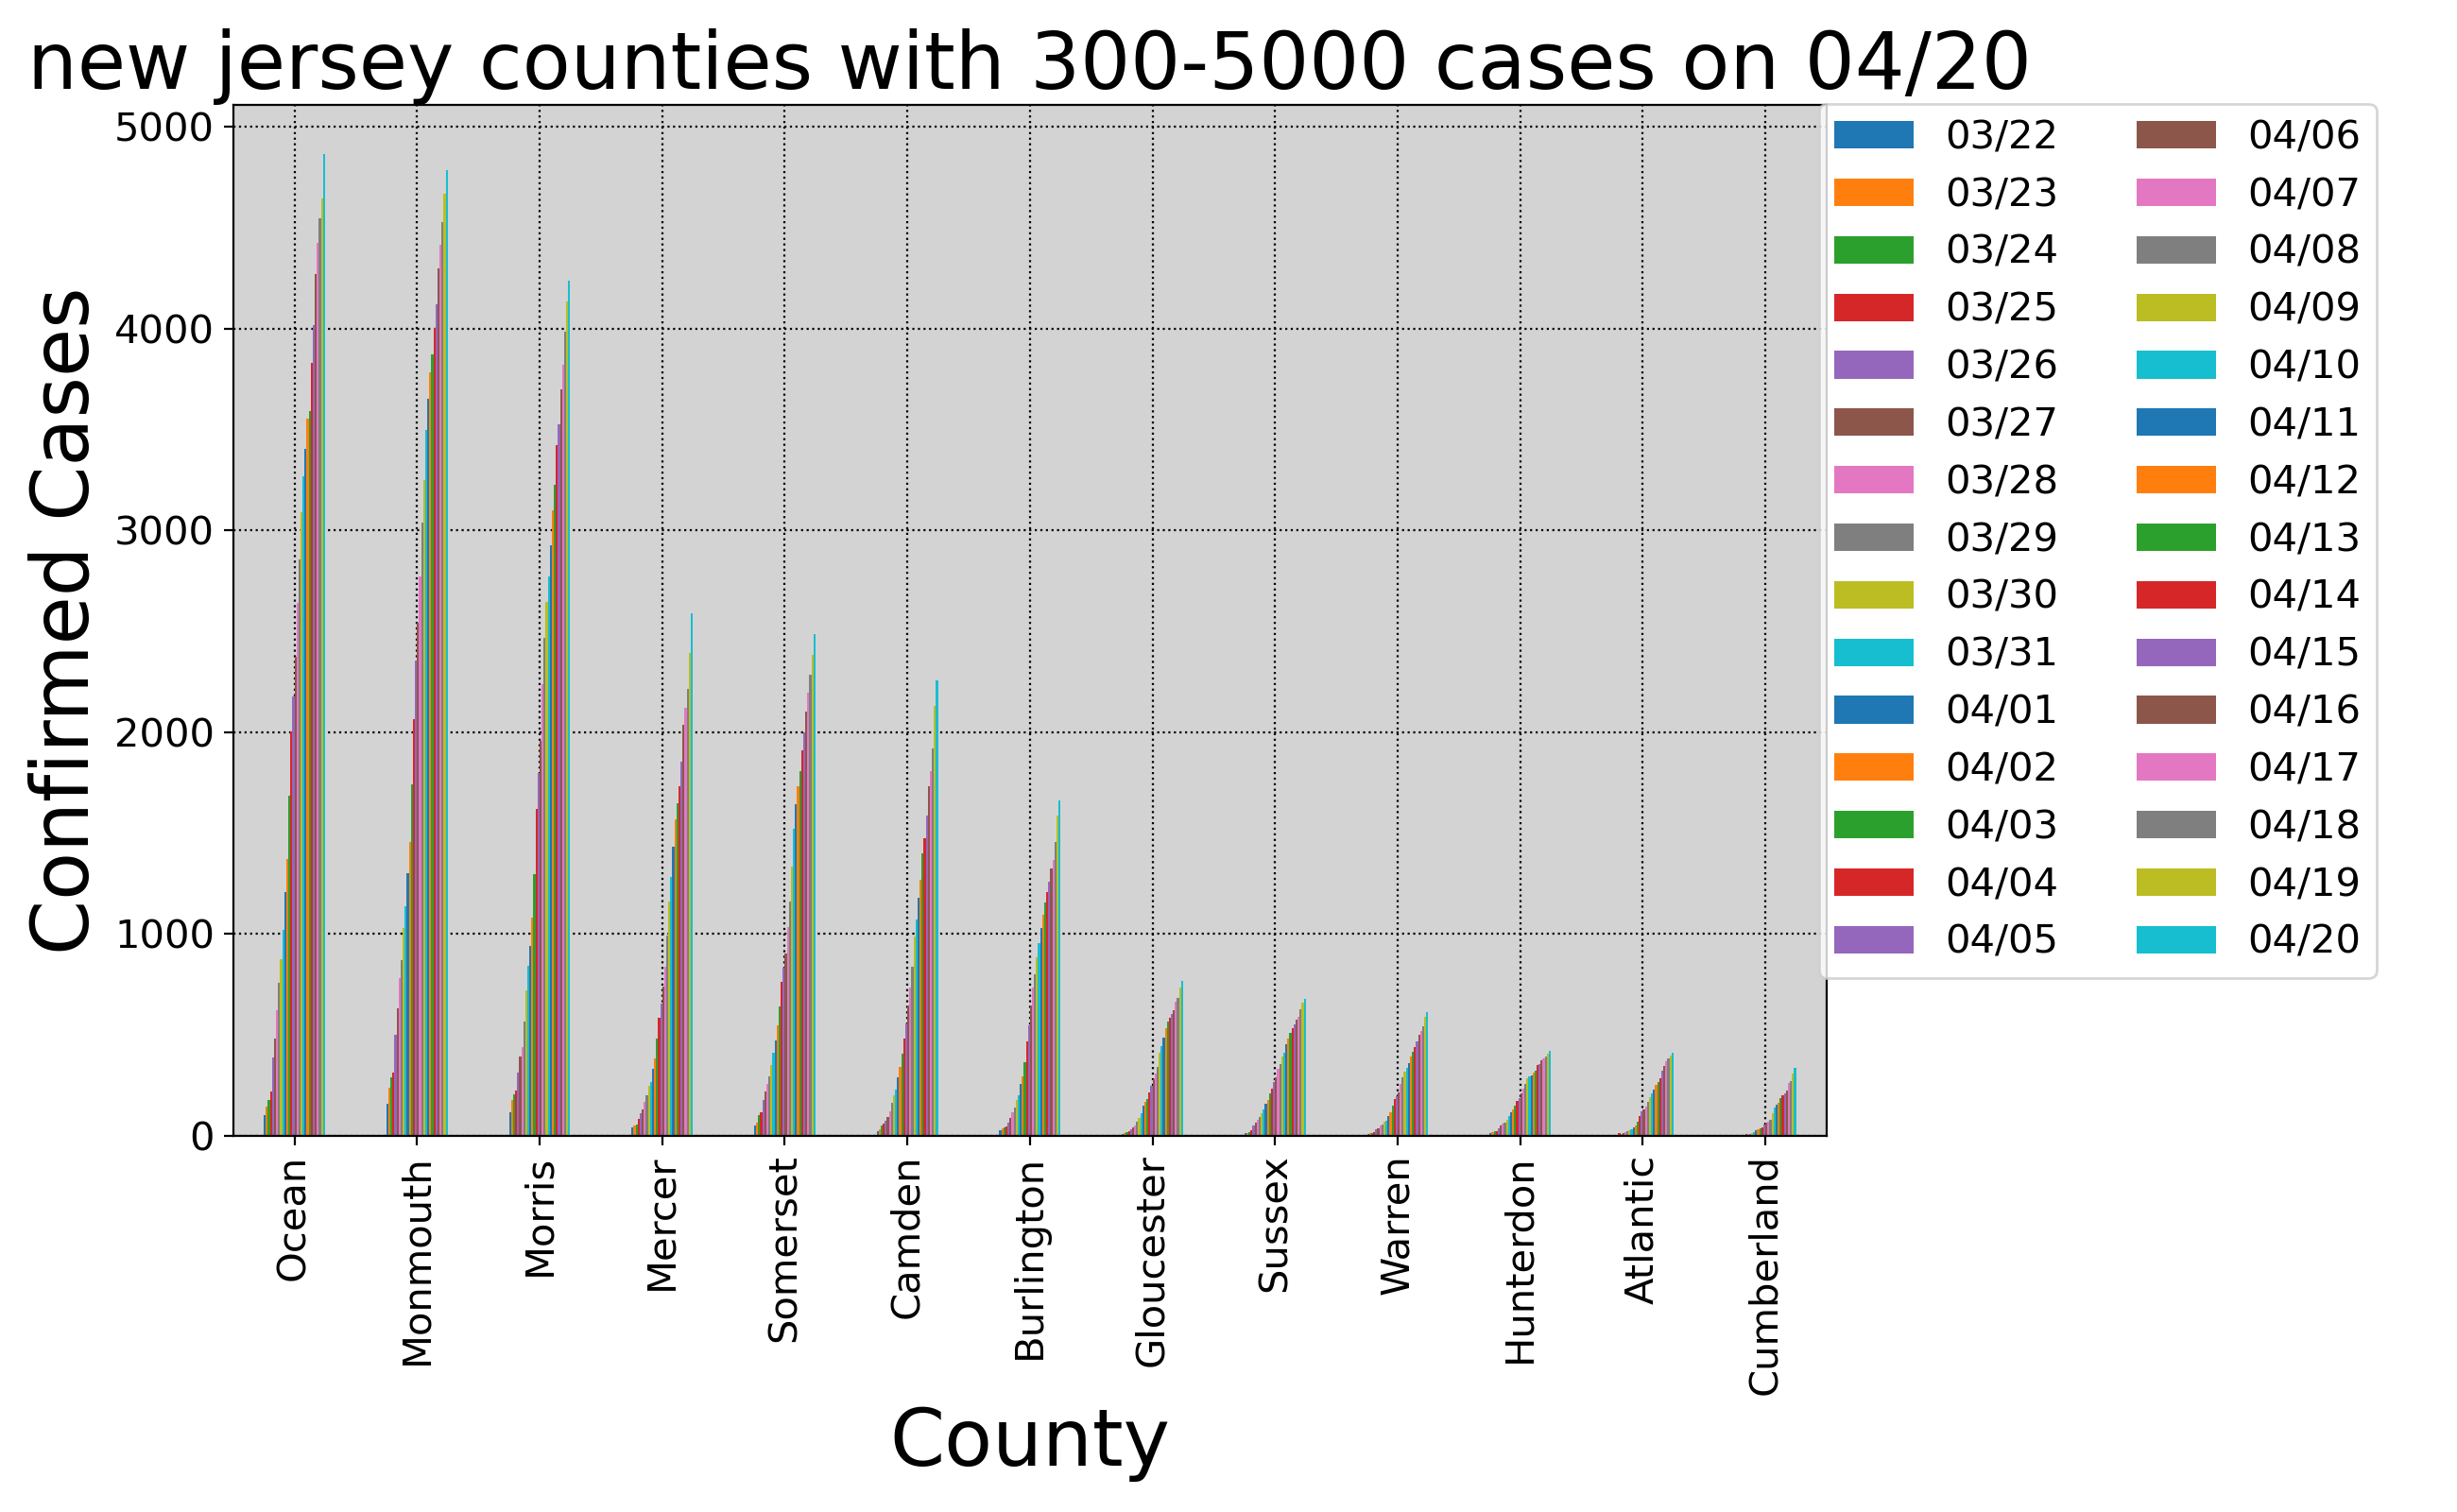 new jersey counties with 300-5000 cases on 04/20
Confirmed Cases
5000
4000
3000
2000
1000
0
Ocean
Monmouth
Morris
Mercer
Somerset
Camden
Burlington
Gloucester
Sussex
Warren
Hunterdon
Atlantic
Cumberland
County
03/22
03/23
03/24
03/25
03/26
03/27
03/28
03/29
03/30
03/31
04/01
04/02
04/03
04/04
04/05
04/06
04/07
04/08
04/09
04/10
04/11
04/12
04/13
04/14
04/15
04/16
04/17
04/18
04/19
04/20